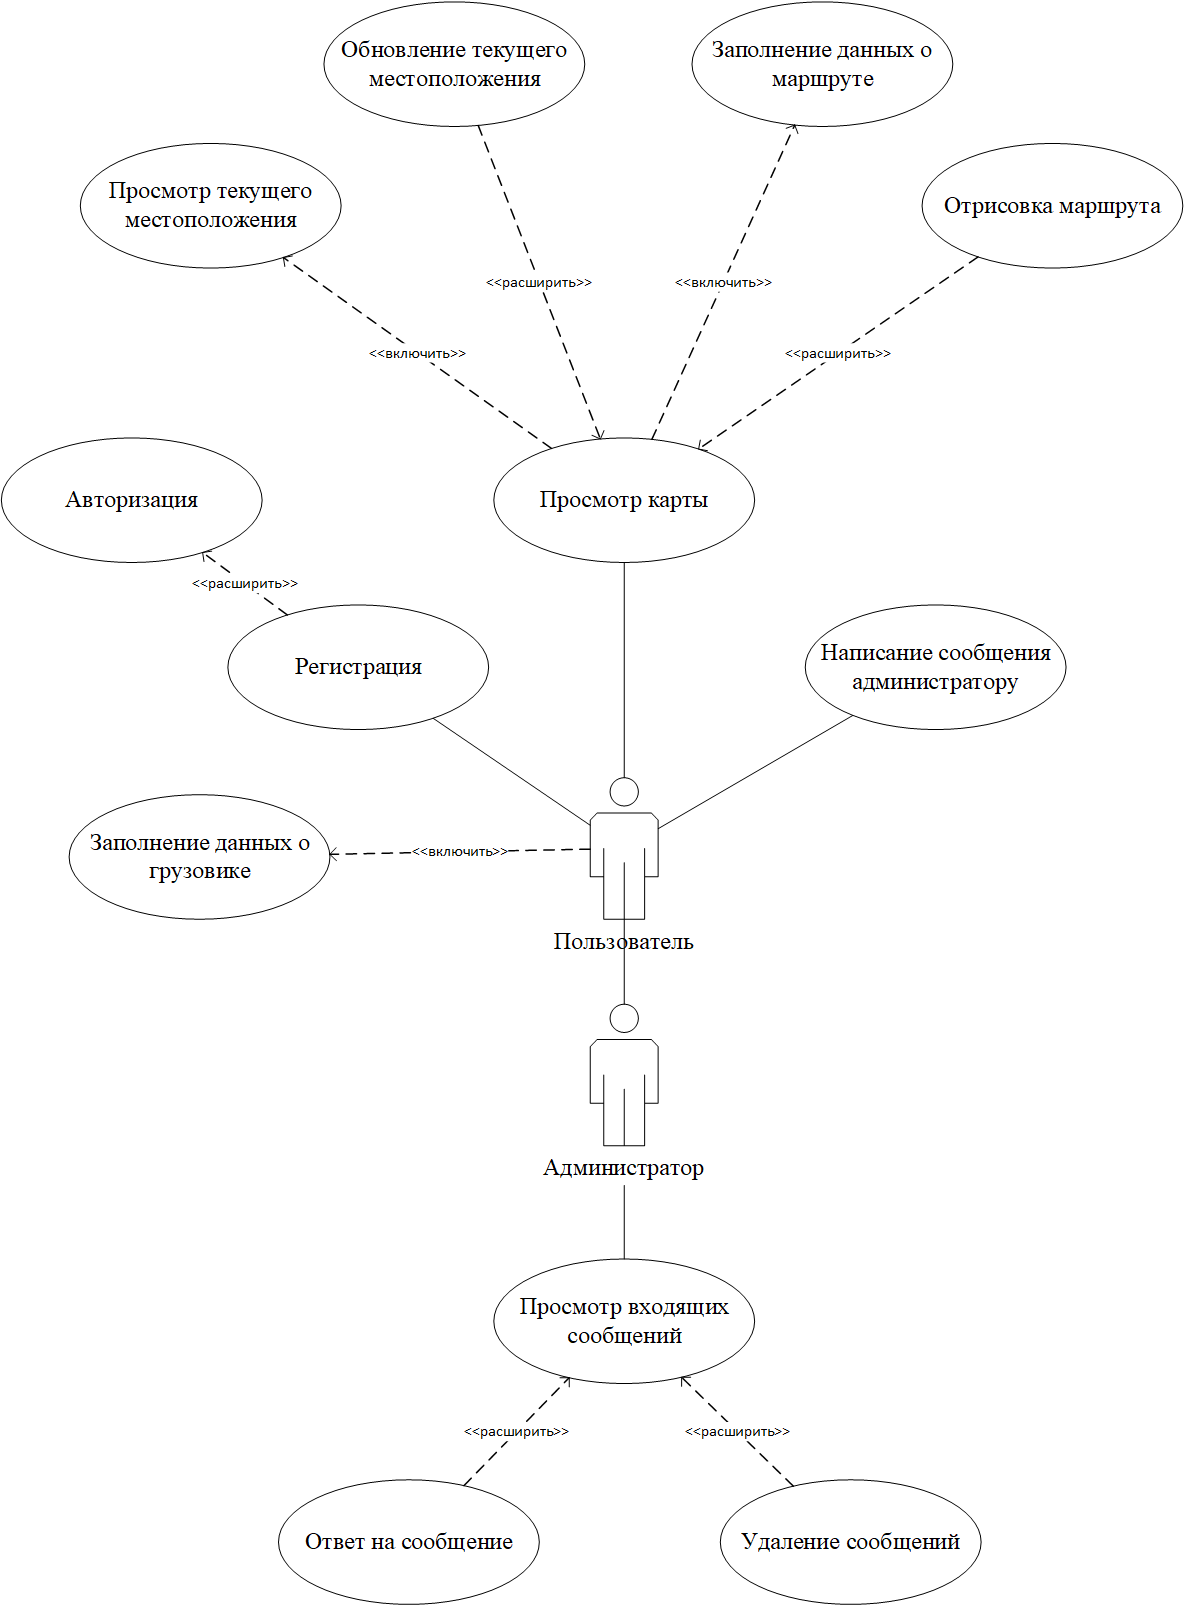 Обновление текущего
местоположения
Заполнение данных о
маршруте
Просмотр текущего
местоположения
Отрисовка маршрута
<<расширить>>
<<включить>>
<<включить>>
<<расширить>>
Авторизация
Просмотр карты
<<расширить>>
Регистрация
Написание сообщения
администратору
Заполнение данных о
грузовике
<<включить>>
Пользователь
Администратор
Просмотр входящих
сообщений
<<расширить>>
<<расширить>>
Ответ на сообщение
Удаление сообщений